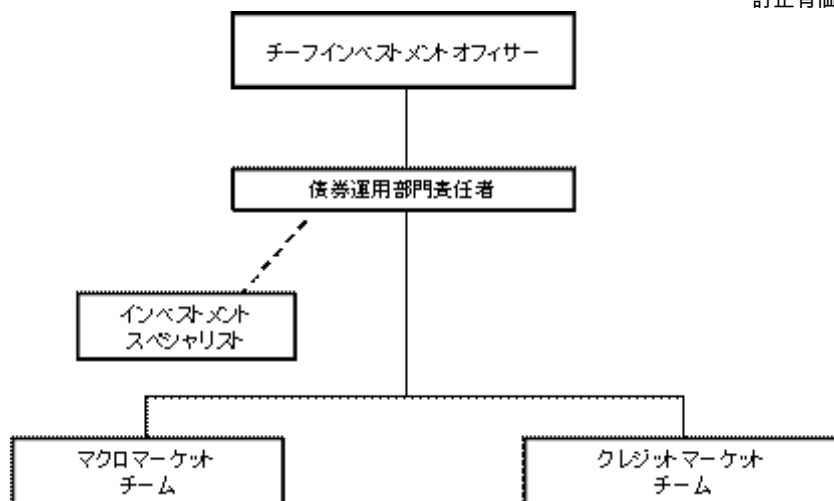 チーフインベストメントオフィサー
債券運用部門責任者
インベストメント
スペシャリスト
マクロマーケット
チーム
クレジットマーケット
チーム